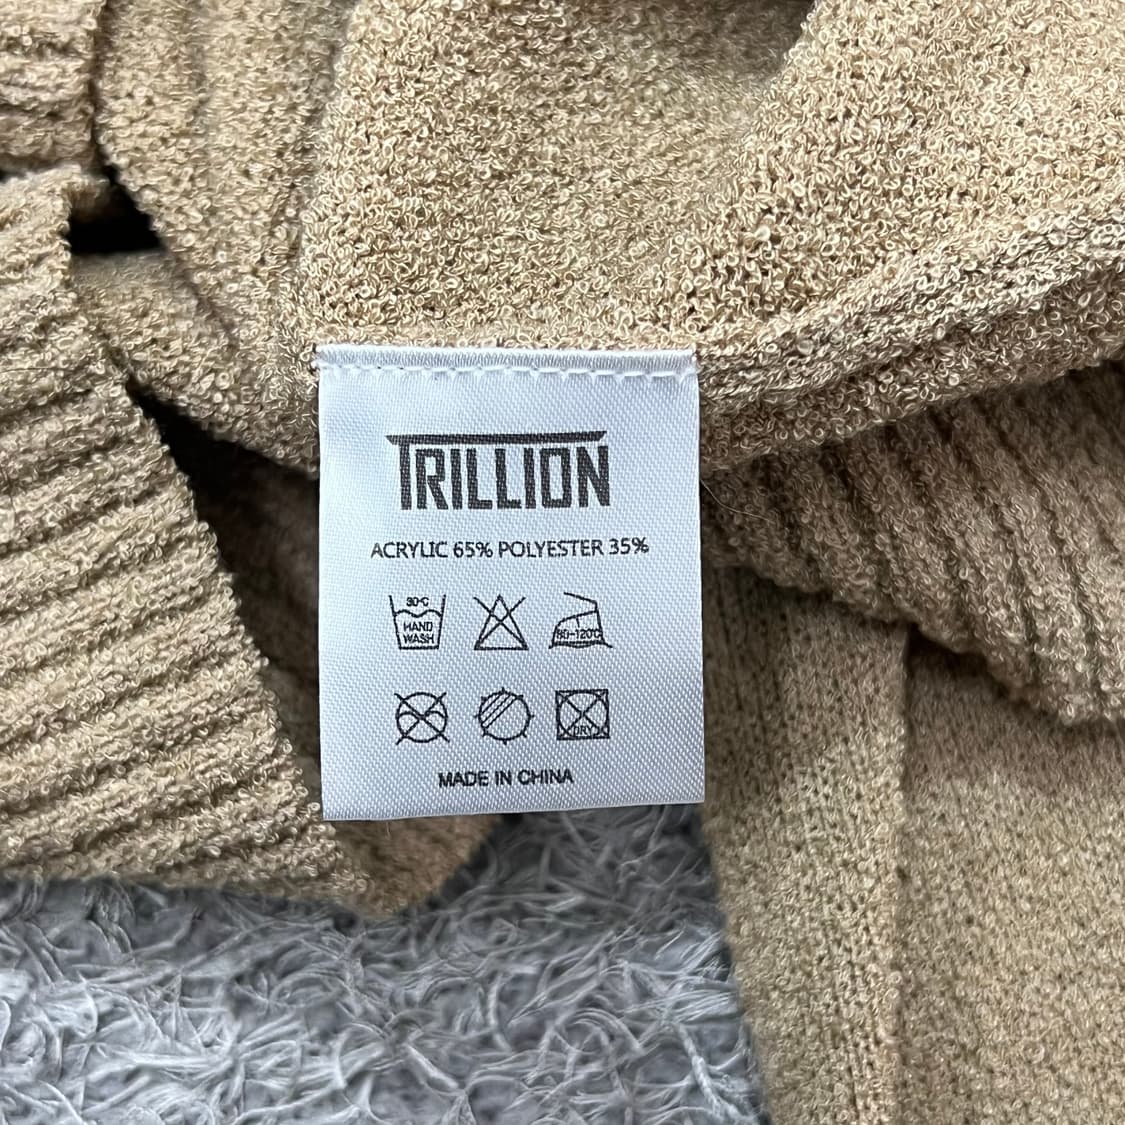 TRILLION
ACRYLIC 65% POLYESTER 35%
30°C
HAND
WASH
80-120°C
DRY
MADE IN CHINA